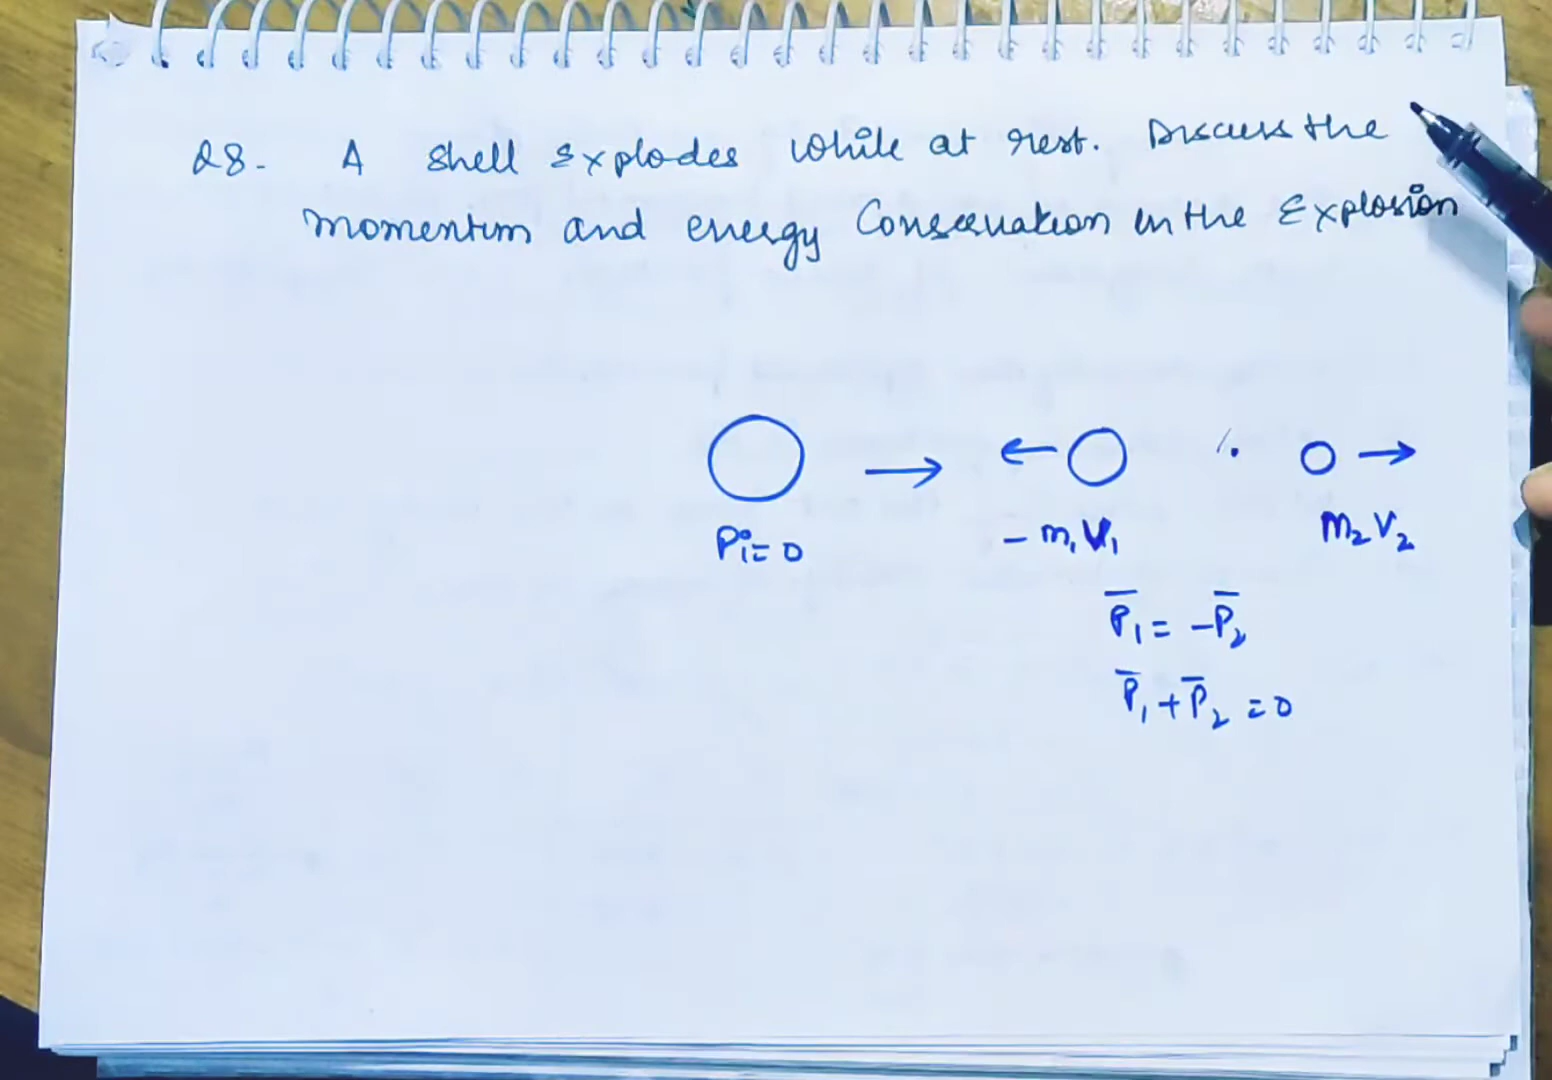 Q8. A shell explodes while at rest. Discuss the
momentum and energy Conservation in the Explosion
Pi = 0
- m₁V₁
m₂V₂
P̅₁ = -P̅₂
P̅₁ + P̅₂ = 0